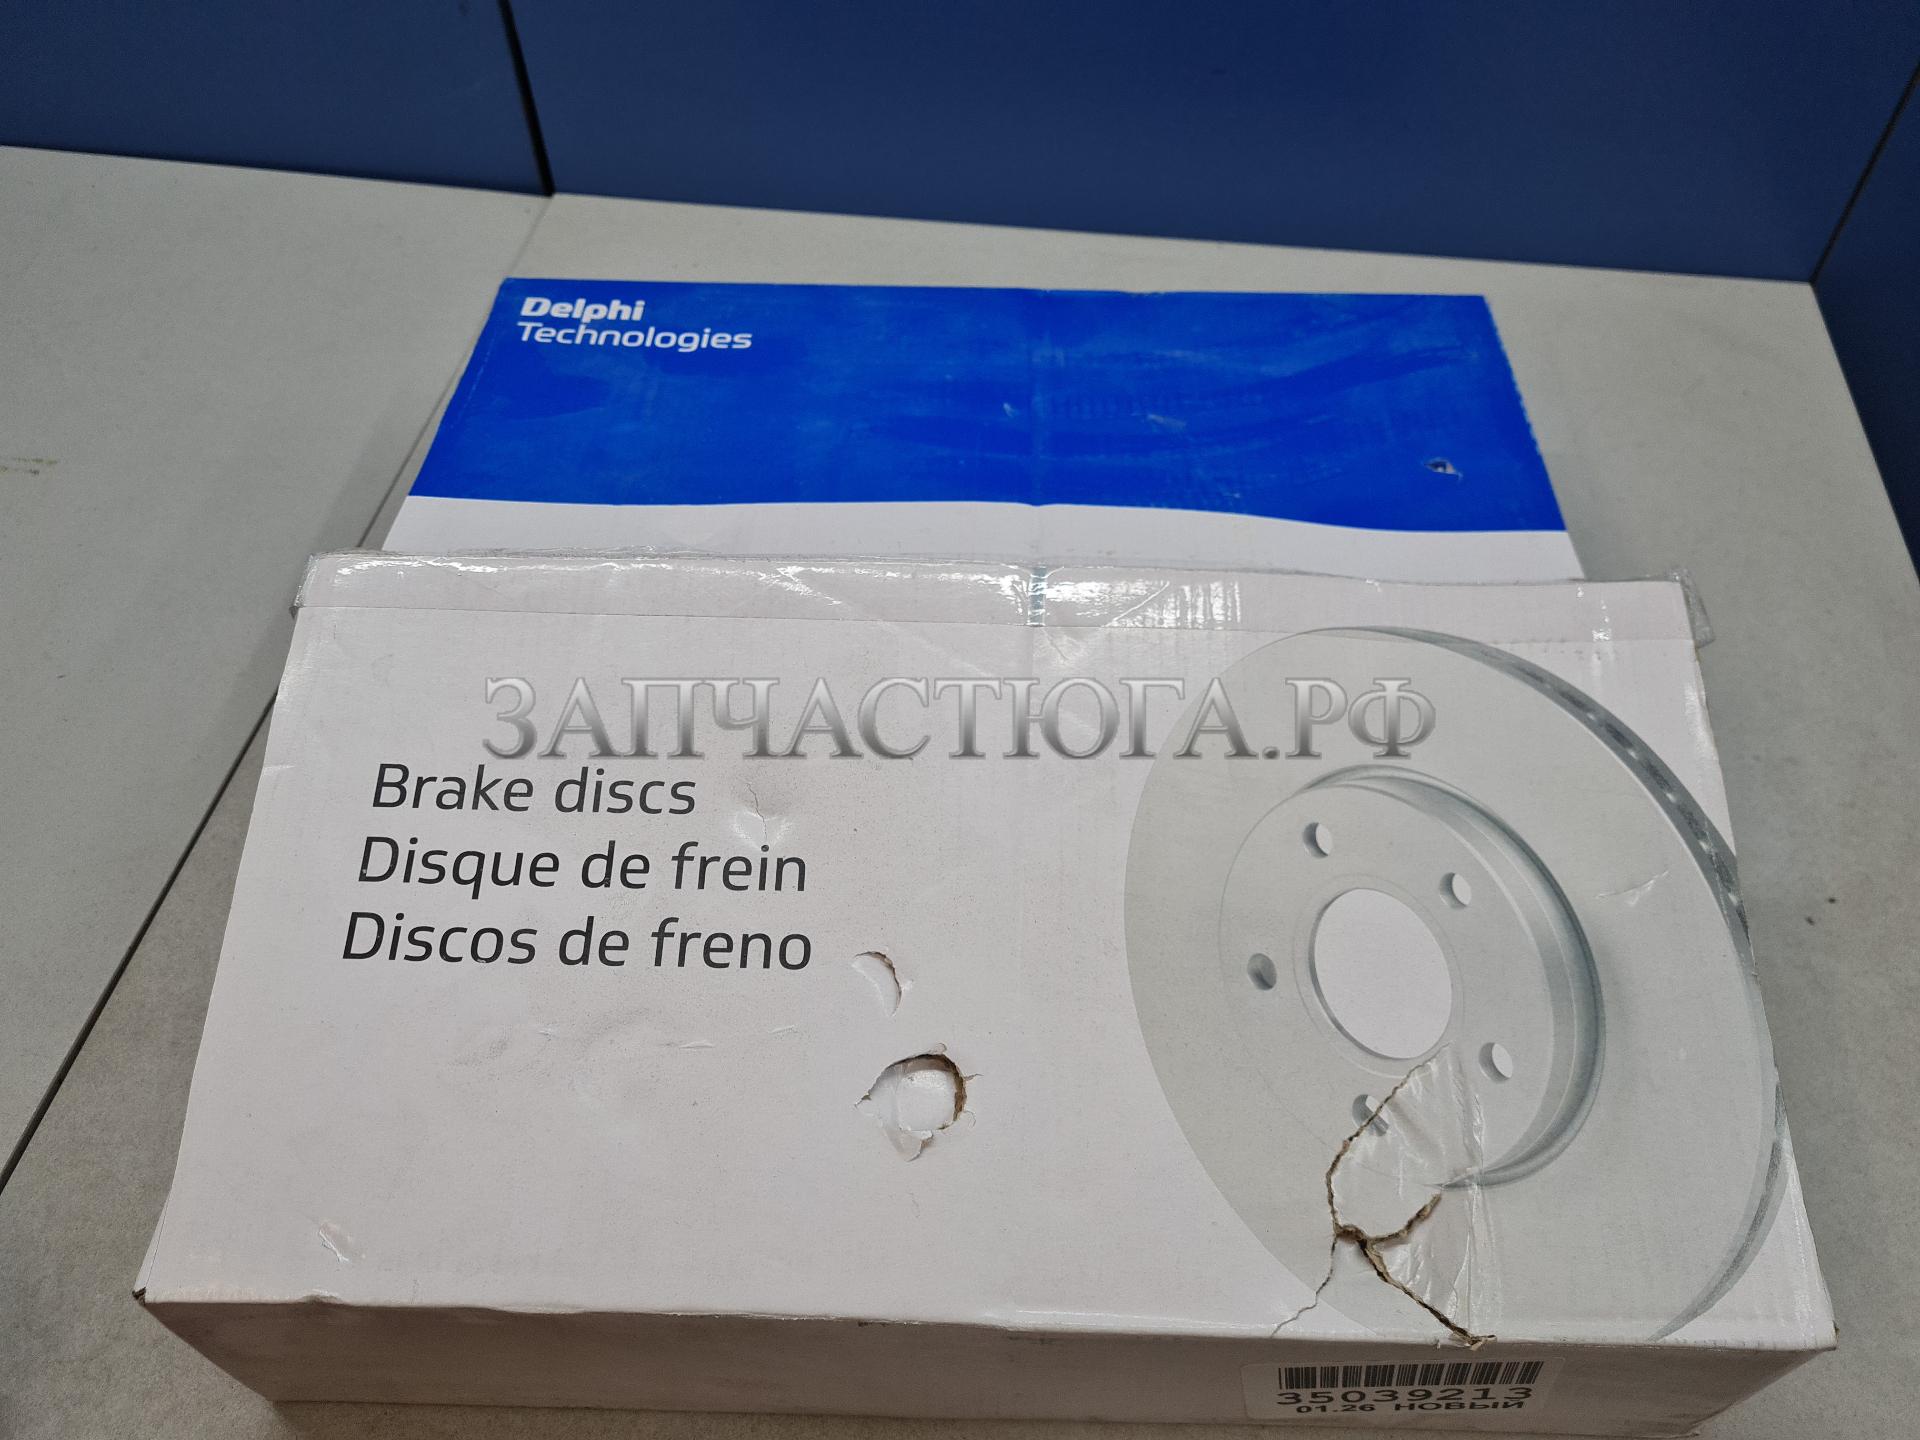 Delphi
Technologies
ЗАПЧАСТЮГА.РФ
Brake discs
Disque de frein
Discos de freno
35039213
01.26 НОВЫЙ